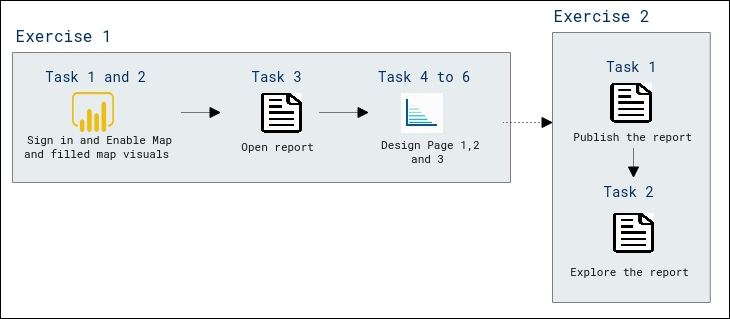 Exercise 1
Task 1 and 2
Sign in and Enable Map
and filled map visuals
Task 3
Open report
Task 4 to 6
Design Page 1,2
and 3
Exercise 2
Task 1
Publish the report
Task 2
Explore the report